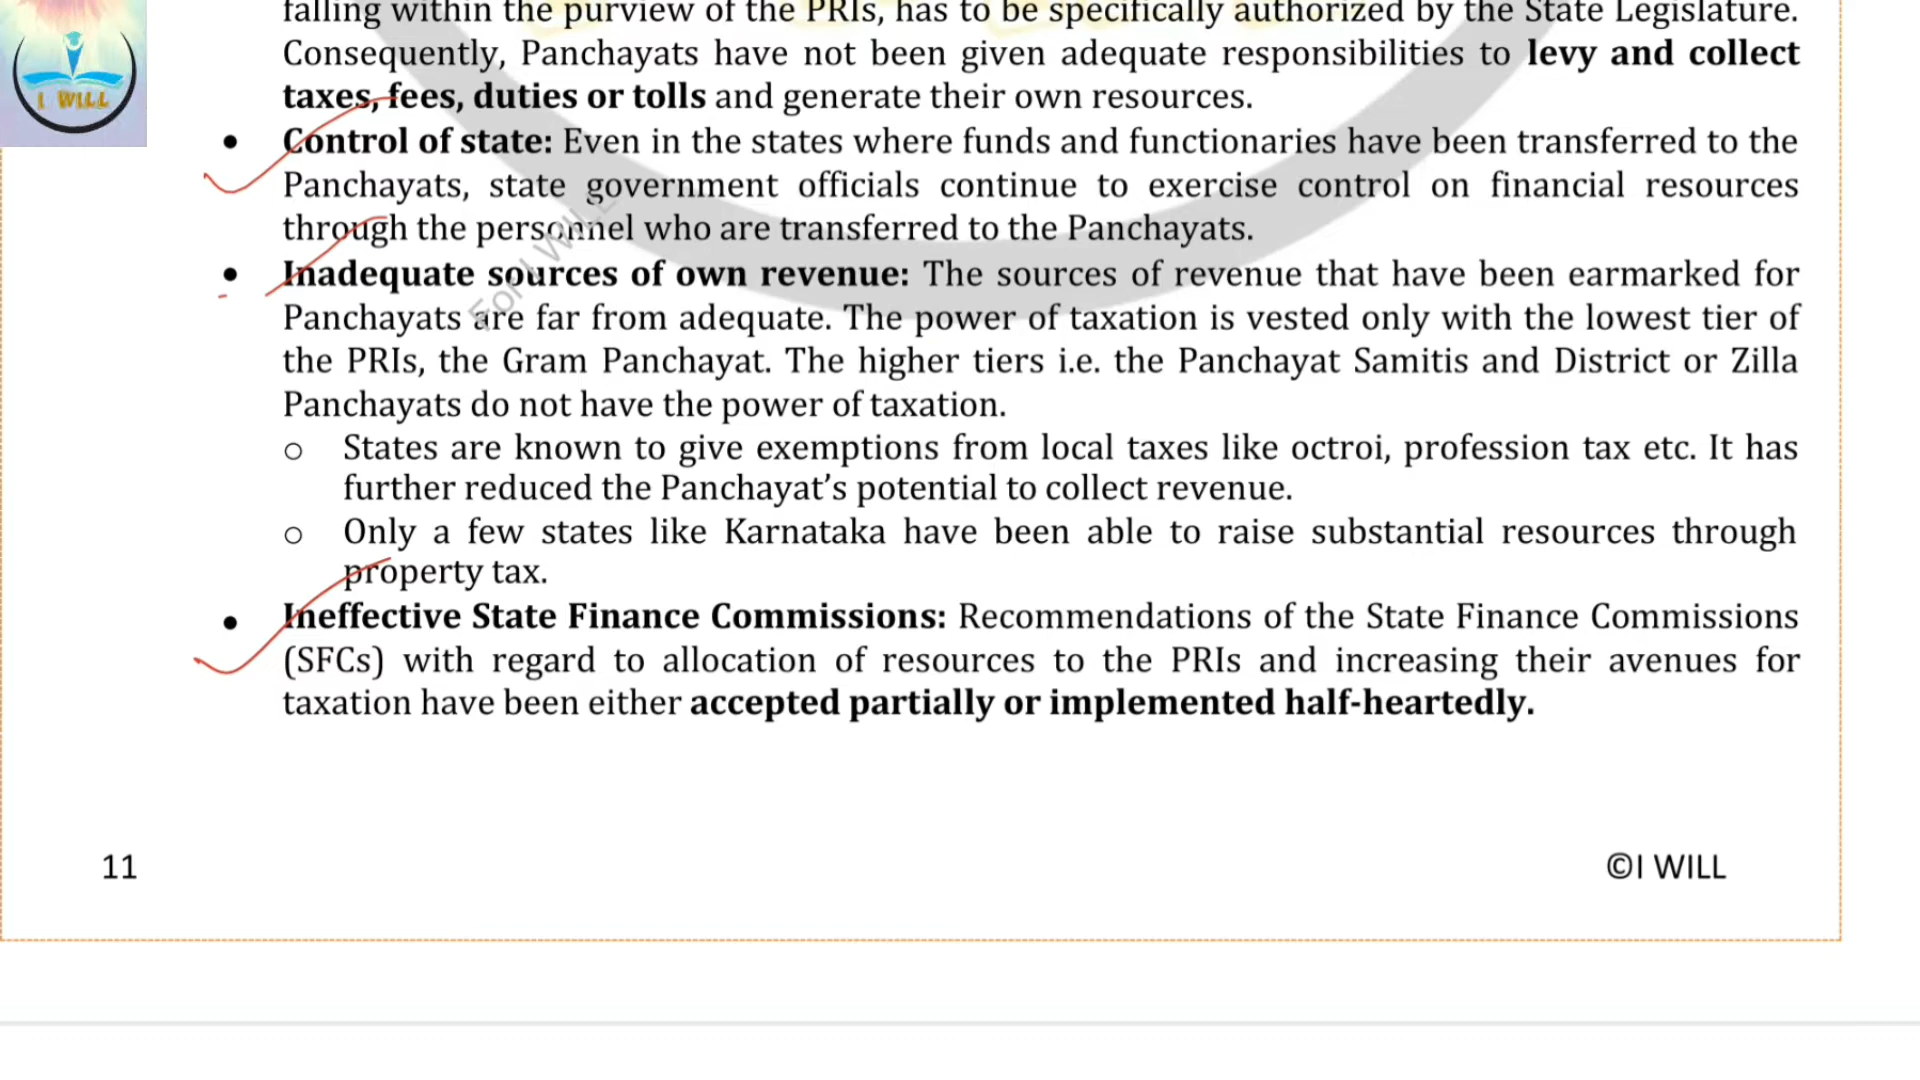 falling within the purview of the PRIs, has to be specifically authorized by the State Legislature.
Consequently, Panchayats have not been given adequate responsibilities to levy and collect
taxes, fees, duties or tolls and generate their own resources.
I WILL
• Control of state: Even in the states where funds and functionaries have been transferred to the
Panchayats, state government officials continue to exercise control on financial resources
through the personnel who are transferred to the Panchayats.
For I WILL
• Inadequate sources of own revenue: The sources of revenue that have been earmarked for
Panchayats are far from adequate. The power of taxation is vested only with the lowest tier of
the PRIs, the Gram Panchayat. The higher tiers i.e. the Panchayat Samitis and District or Zilla
Panchayats do not have the power of taxation.
o States are known to give exemptions from local taxes like octroi, profession tax etc. It has
further reduced the Panchayat’s potential to collect revenue.
o Only a few states like Karnataka have been able to raise substantial resources through
property tax.
• Ineffective State Finance Commissions: Recommendations of the State Finance Commissions
(SFCs) with regard to allocation of resources to the PRIs and increasing their avenues for
taxation have been either accepted partially or implemented half-heartedly.
11
©I WILL